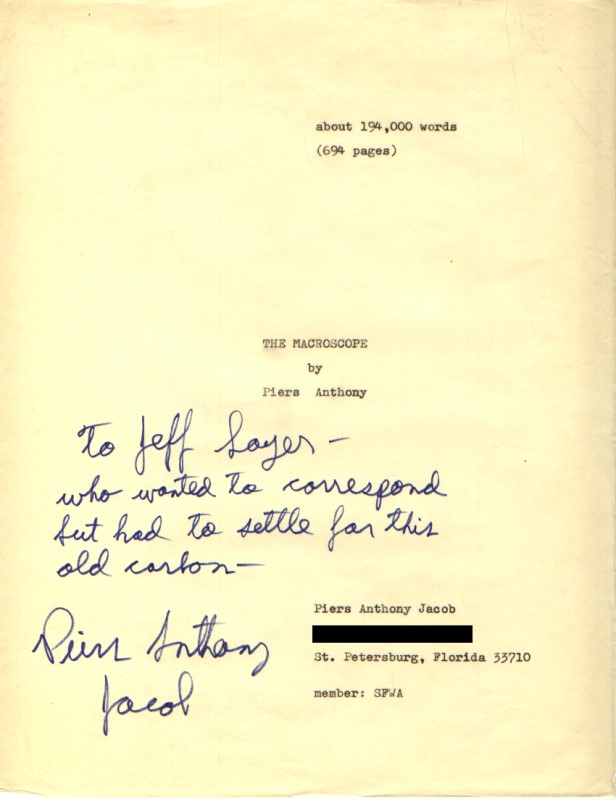 about 194,000 words
(694 pages)
THE MACROSCOPE
by
Piers Anthony
To Jeff Soyer —
who wanted to correspond
but had to settle for this
old carbon —
Piers Anthony
Jacob
Piers Anthony Jacob
St. Petersburg, Florida 33710
member: SFWA